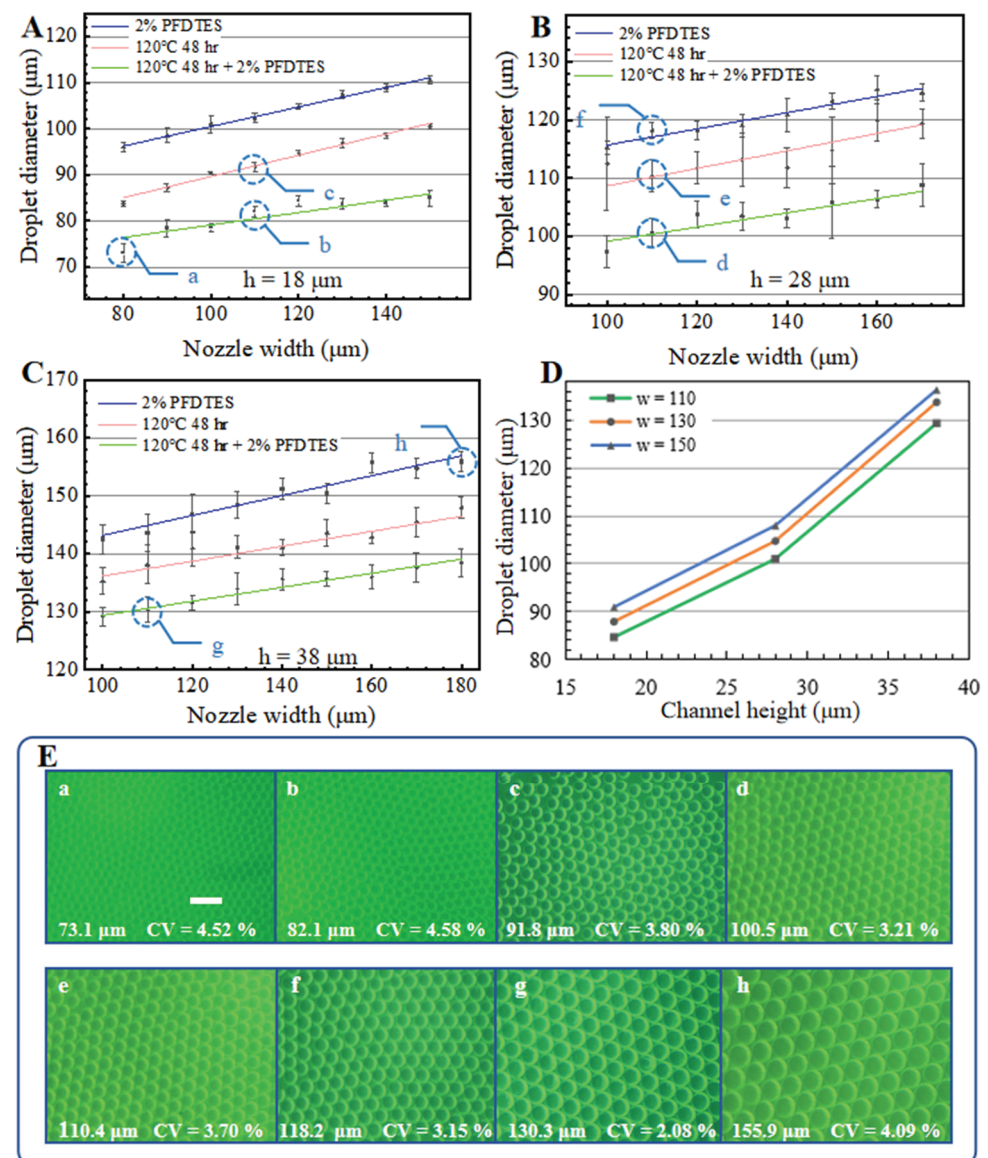 A
2% PFDTES
120℃ 48 hr
120℃ 48 hr + 2% PFDTES
Droplet diameter (μm)
120
110
100
90
80
70
a
b
c
h = 18 μm
80
100
120
140
Nozzle width (μm)
B
2% PFDTES
120℃ 48 hr
120℃ 48 hr + 2% PFDTES
Droplet diameter (μm)
130
120
110
100
90
f
e
d
h = 28 μm
100
120
140
160
Nozzle width (μm)
C
2% PFDTES
120℃ 48 hr
120℃ 48 hr + 2% PFDTES
Droplet diameter (μm)
170
160
150
140
130
120
h
g
h = 38 μm
100
120
140
160
180
Nozzle width (μm)
D
w = 110
w = 130
w = 150
Droplet diameter (μm)
130
120
110
100
90
80
15
20
25
30
35
40
Channel height (μm)
E
a
73.1 μm CV = 4.52 %
b
82.1 μm CV = 4.58 %
c
91.8 μm CV = 3.80 %
d
100.5 μm CV = 3.21 %
e
110.4 μm CV = 3.70 %
f
118.2 μm CV = 3.15 %
g
130.3 μm CV = 2.08 %
h
155.9 μm CV = 4.09 %